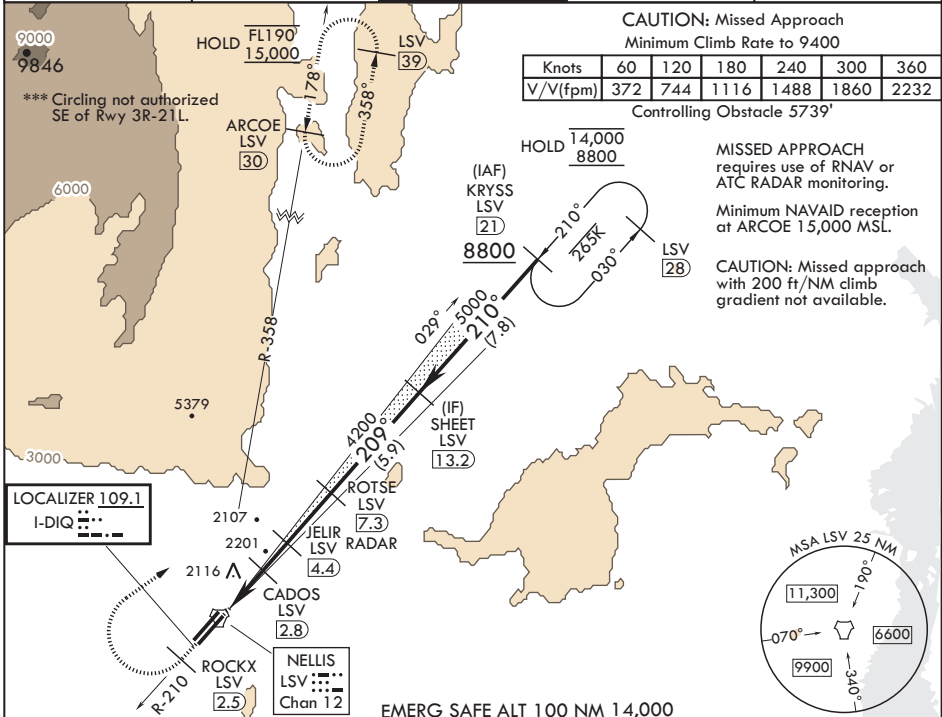 9000
9846
*** Circling not authorized
SE of Rwy 3R-21L.
6000
HOLD FL190
15,000
178°
358°
LSV
39
ARCOE
LSV
30
CAUTION: Missed Approach
Minimum Climb Rate to 9400
Knots 60 120 180 240 300 360
V/V(fpm) 372 744 1116 1488 1860 2232
Controlling Obstacle 5739'
HOLD 14,000
8800
MISSED APPROACH
requires use of RNAV or
ATC RADAR monitoring.
Minimum NAVAID reception
at ARCOE 15,000 MSL.
CAUTION: Missed approach
with 200 ft/NM climb
gradient not available.
(IAF)
KRYSS
LSV
21
8800
210°
265K
030°
LSV
28
R-358
029°
5000
210°
(7.8)
5379
3000
4200
209°
(5.9)
(IF)
SHEET
LSV
13.2
LOCALIZER 109.1
I-DIQ
2107
2201
2116
ROTSE
LSV
7.3
RADAR
JELIR
LSV
4.4
CADOS
LSV
2.8
ROCKX
LSV
2.5
R-210
NELLIS
LSV
Chan 12
MSA LSV 25 NM
190°
11,300
070°
6600
9900
340°
EMERG SAFE ALT 100 NM 14,000